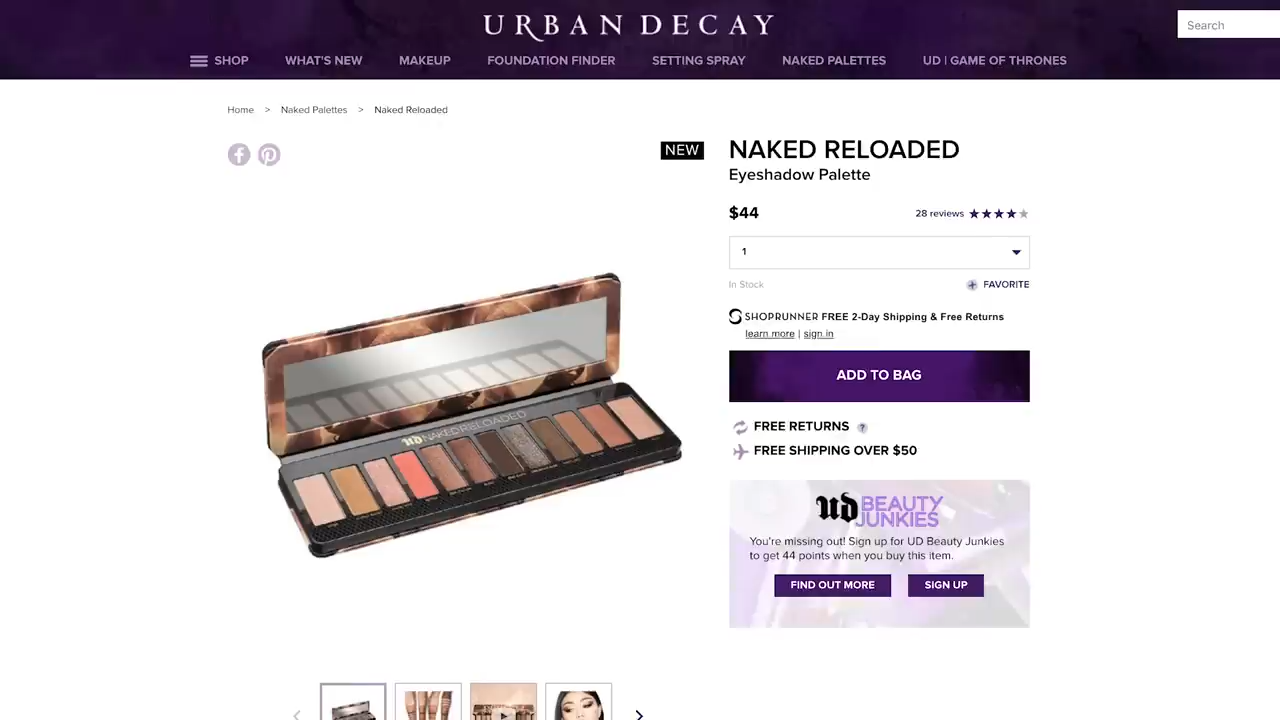 URBAN DECAY
Search
SHOP
WHAT'S NEW
MAKEUP
FOUNDATION FINDER
SETTING SPRAY
NAKED PALETTES
UD | GAME OF THRONES
Home > Naked Palettes > Naked Reloaded
NEW
NAKED RELOADED
Eyeshadow Palette
$44
28 reviews
1
In Stock
FAVORITE
SHOPRUNNER FREE 2-Day Shipping & Free Returns
learn more | sign in
ADD TO BAG
FREE RETURNS ?
FREE SHIPPING OVER $50
UD NAKED RELOADED
UD BEAUTY
JUNKIES
You're missing out! Sign up for UD Beauty Junkies
to get 44 points when you buy this item.
FIND OUT MORE
SIGN UP